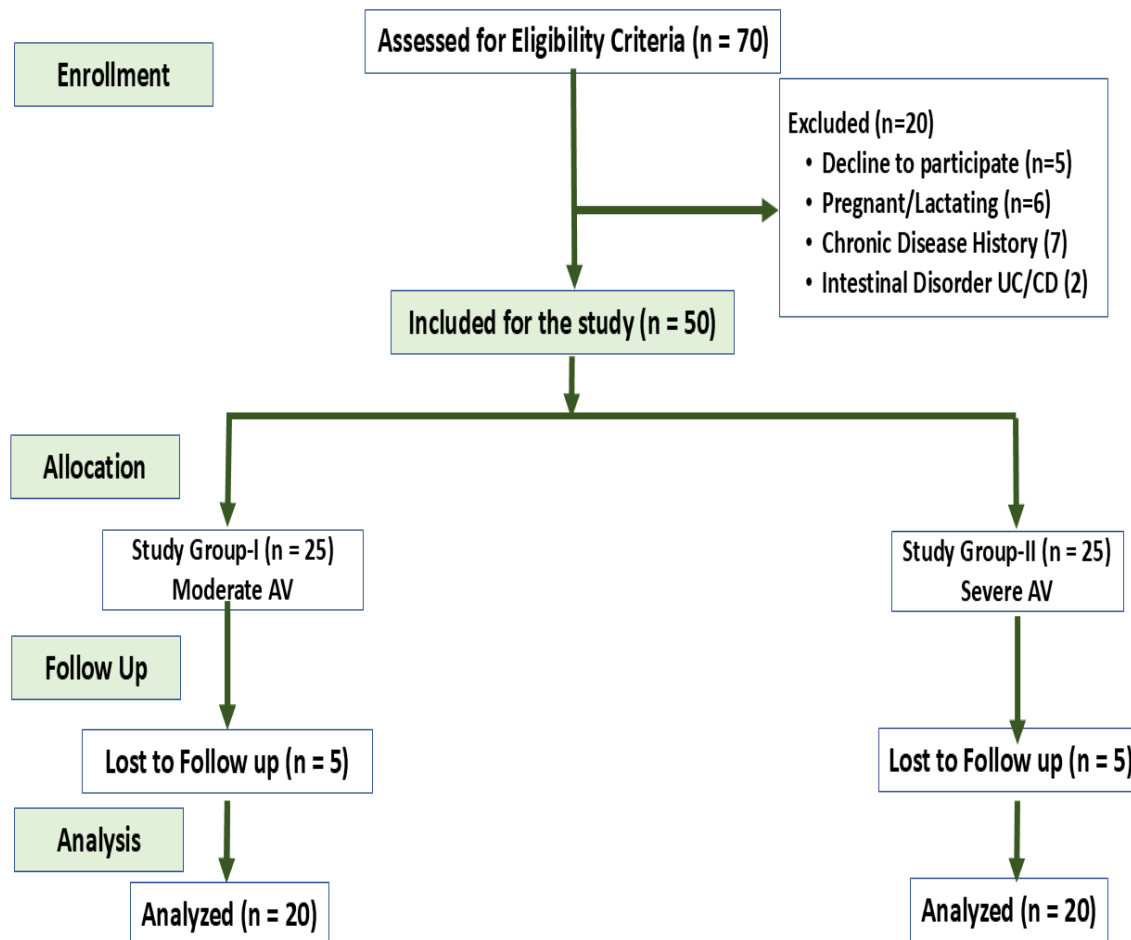 Assessed for Eligibility Criteria (n = 70)
Enrollment
Excluded (n=20)
• Decline to participate (n=5)
• Pregnant/Lactating (n=6)
• Chronic Disease History (7)
• Intestinal Disorder UC/CD (2)
Included for the study (n = 50)
Allocation
Study Group-I (n = 25)
Moderate AV
Study Group-II (n = 25)
Severe AV
Follow Up
Lost to Follow up (n = 5)
Lost to Follow up (n = 5)
Analysis
Analyzed (n = 20)
Analyzed (n = 20)